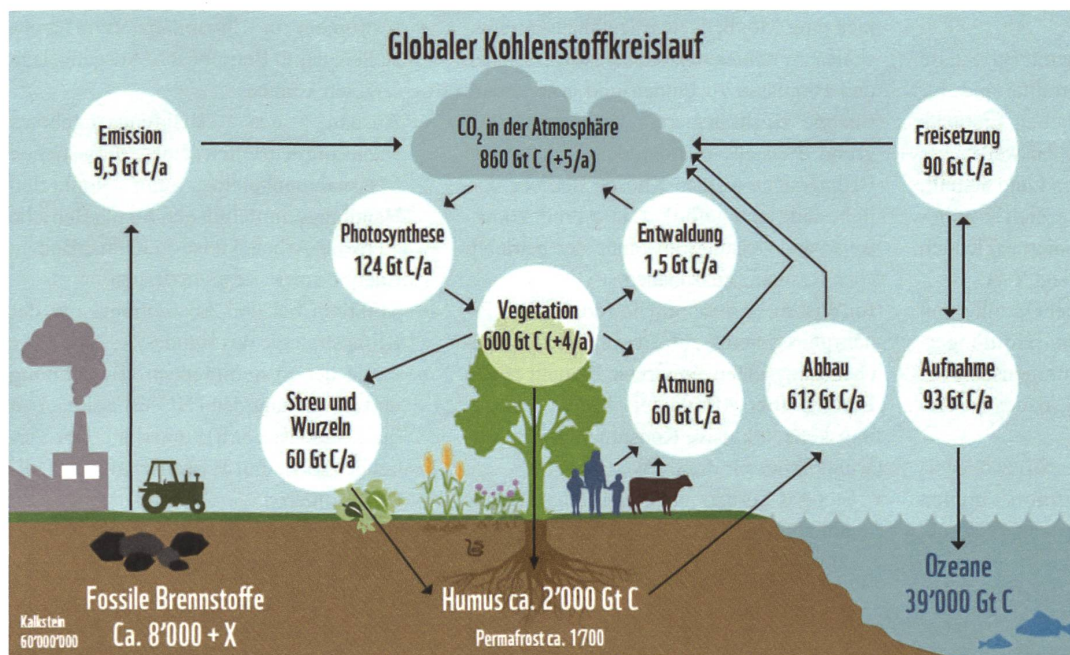 Globaler Kohlenstoffkreislauf
Emission
9,5 Gt C/a
CO₂ in der Atmosphäre
860 Gt C (+5/a)
Freisetzung
90 Gt C/a
Photosynthese
124 Gt C/a
Entwaldung
1,5 Gt C/a
Vegetation
600 Gt C (+4/a)
Streu und
Wurzeln
60 Gt C/a
Atmung
60 Gt C/a
Abbau
61? Gt C/a
Aufnahme
93 Gt C/a
Fossile Brennstoffe
Ca. 8’000 + X
Kalkstein
60’000’000
Humus ca. 2’000 Gt C
Permafrost ca. 1’700
Ozeane
39’000 Gt C